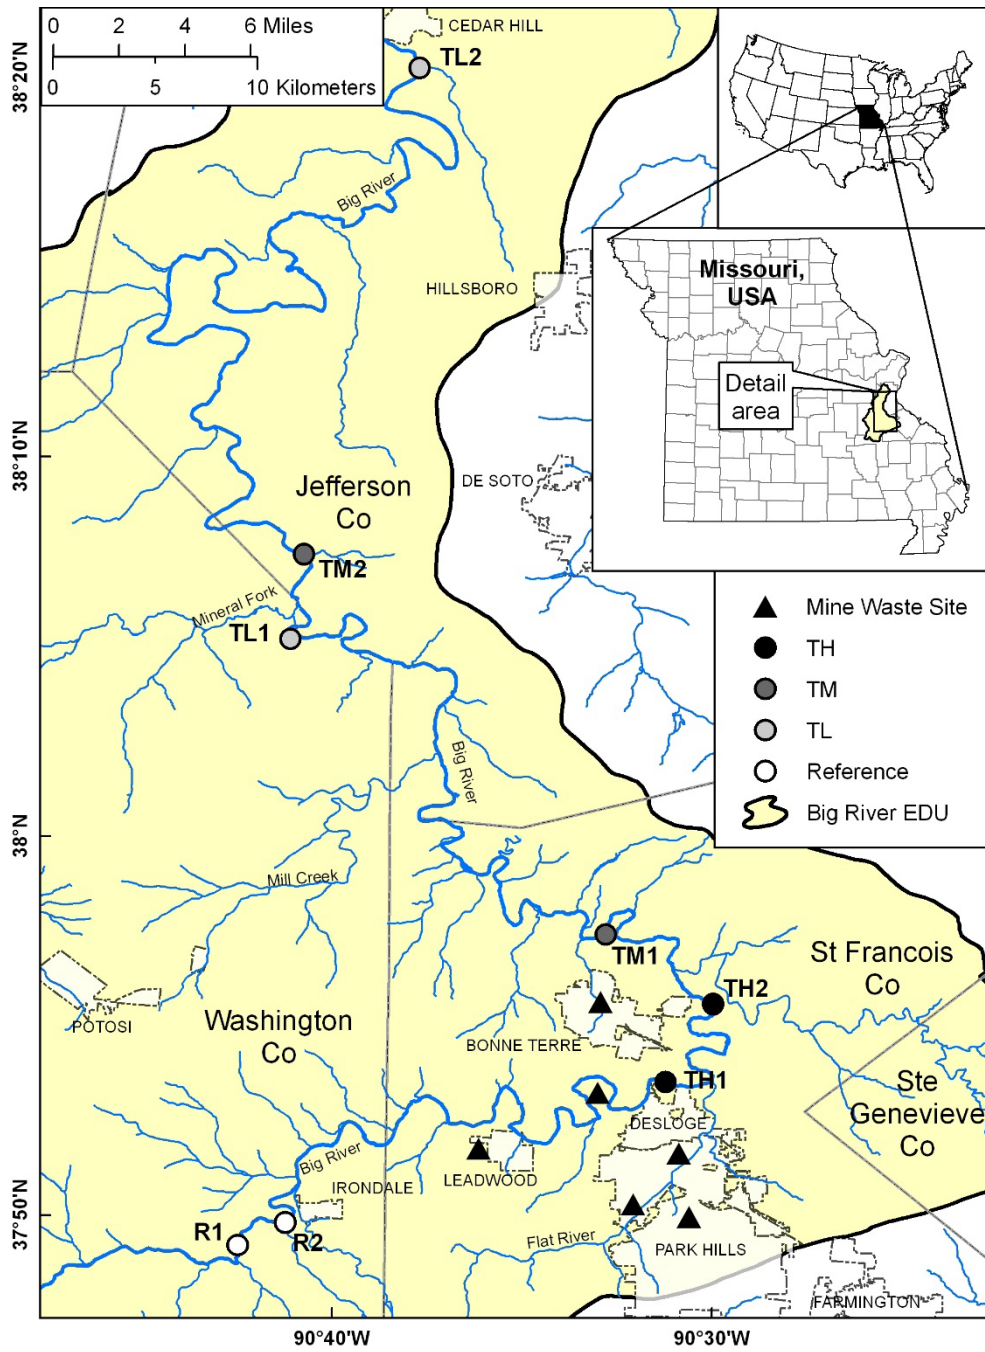 0 2 4 6 Miles
0 5 10 Kilometers
CEDAR HILL
TL2
38°20'N
Big River
HILLSBORO
Missouri,
USA
Detail
area
38°10'N
DE SOTO
Jefferson
Co
TM2
Mineral Fork
TL1
Mine Waste Site
TH
TM
TL
Reference
Big River EDU
Big River
38°N
Mill Creek
TM1
St Francois
Co
TH2
POTOSI
Washington
Co
BONNE TERRE
TH1
Ste
Genevieve
Co
DESLOGE
Big River
IRONDALE
LEADWOOD
37°50'N
R1
R2
Flat River
PARK HILLS
FARMINGTON
90°40'W
90°30'W